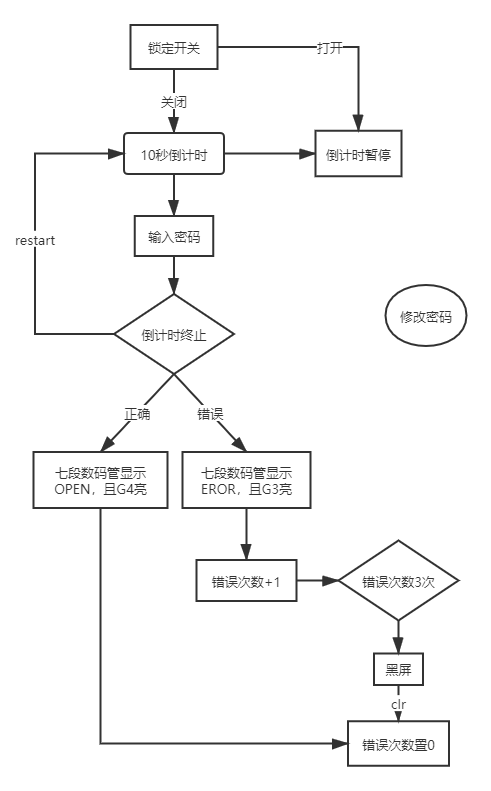 锁定开关
打开
关闭
10秒倒计时
倒计时暂停
输入密码
restart
修改密码
倒计时终止
正确
错误
七段数码管显示
OPEN，且G4亮
七段数码管显示
EROR，且G3亮
错误次数+1
错误次数3次
黑屏
clr
错误次数置0